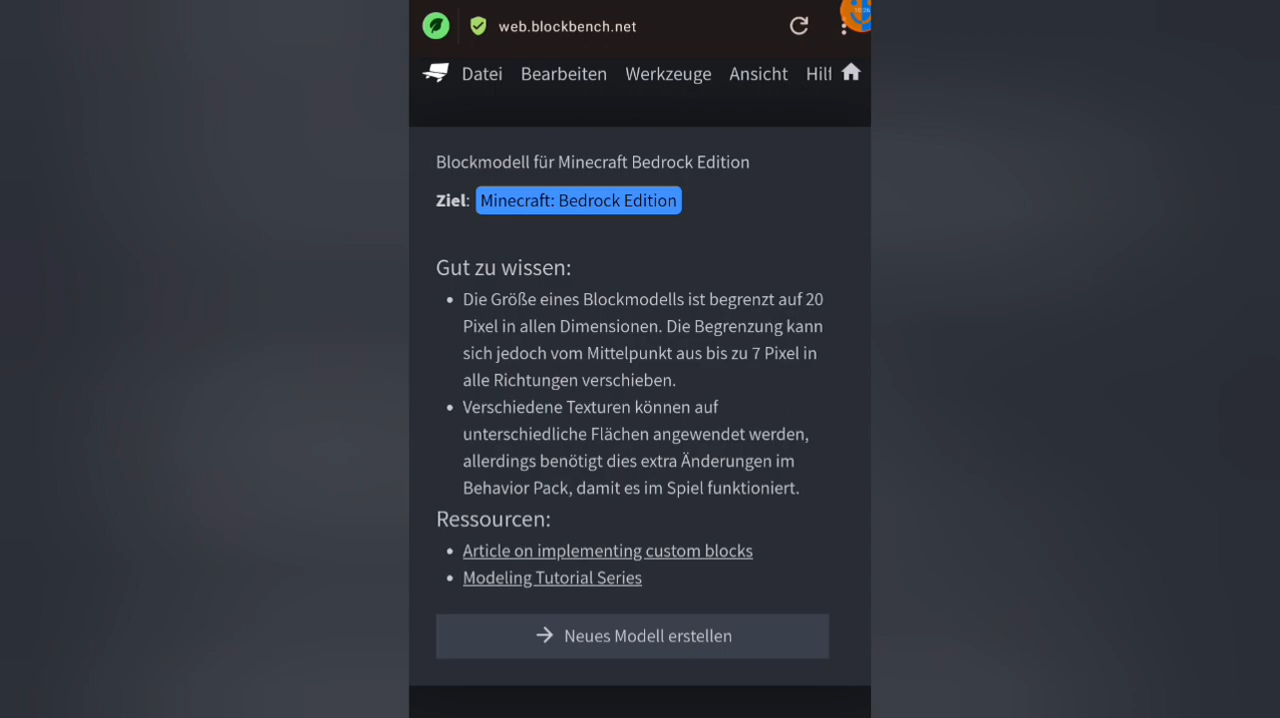 web.blockbench.net
Datei Bearbeiten Werkzeuge Ansicht Hilf
Blockmodell für Minecraft Bedrock Edition
Ziel: Minecraft: Bedrock Edition
Gut zu wissen:
• Die Größe eines Blockmodells ist begrenzt auf 20
Pixel in allen Dimensionen. Die Begrenzung kann
sich jedoch vom Mittelpunkt aus bis zu 7 Pixel in
alle Richtungen verschieben.
• Verschiedene Texturen können auf
unterschiedliche Flächen angewendet werden,
allerdings benötigt dies extra Änderungen im
Behavior Pack, damit es im Spiel funktioniert.
Ressourcen:
• Article on implementing custom blocks
• Modeling Tutorial Series
→ Neues Modell erstellen